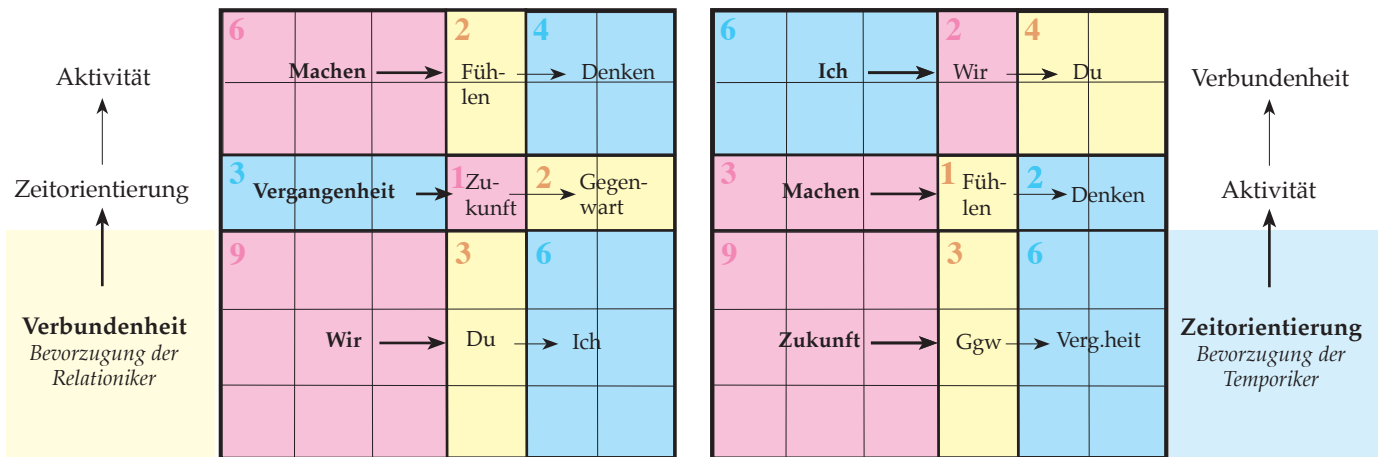 Aktivität
Zeitorientierung
Verbundenheit
Bevorzugung der
Relationiker
6 2 4
Machen Füh-
len Denken
3 1 2
Vergangenheit Zu-
kunft Gegen-
wart
9 3 6
Wir Du Ich
6 2 4
Ich Wir Du
3 1 2
Machen Füh-
len Denken
9 3 6
Zukunft Ggw Verg.heit
Verbundenheit
Aktivität
Zeitorientierung
Bevorzugung der
Temporiker